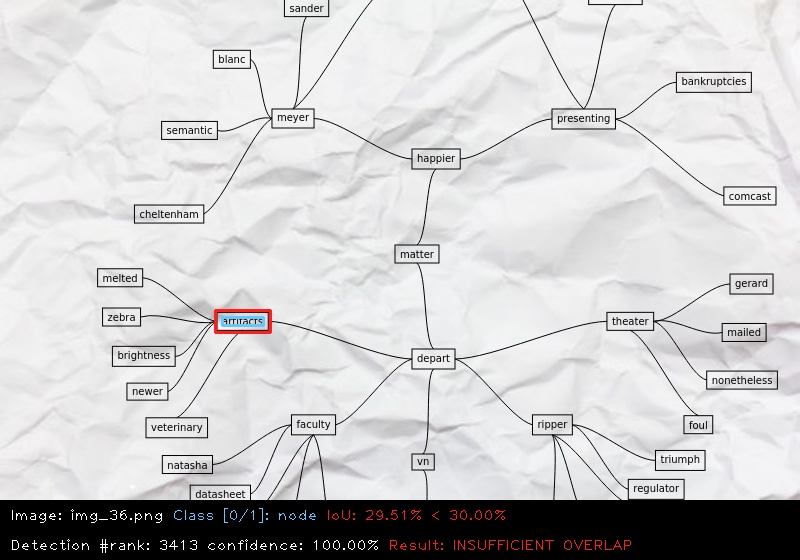 sander
blanc
bankruptcies
meyer
presenting
semantic
happier
comcast
cheltenham
matter
melted
gerard
zebra
artifacts
theater
mailed
brightness
depart
newer
nonetheless
veterinary
faculty
ripper
foul
natasha
vn
triumph
datasheet
regulator
Image: img_36.png Class [0/1]: node IoU: 29.51% < 30.00%
Detection #rank: 3413 confidence: 100.00% Result: INSUFFICIENT OVERLAP